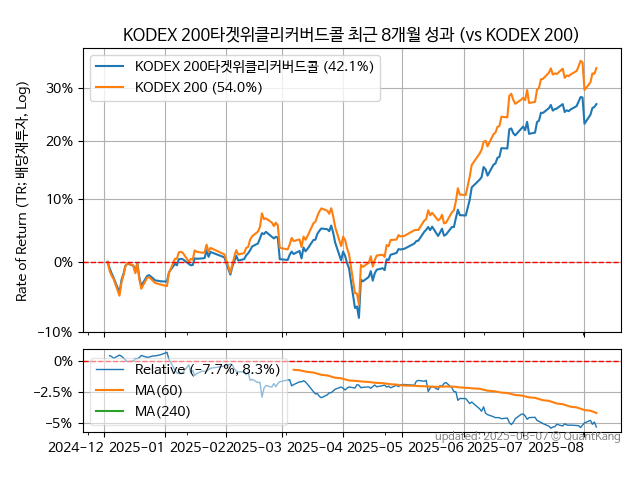 KODEX 200타겟위클리커버드콜 최근 8개월 성과 (vs KODEX 200)
Rate of Return (TR: 배당재투자, Log)
KODEX 200타겟위클리커버드콜 (42.1%)
KODEX 200 (54.0%)
30%
20%
10%
0%
−10%
Relative (−7.7%, 8.3%)
MA(60)
MA(240)
0%
−2.5%
−5%
2024-12 2025-01 2025-02 2025-03 2025-04 2025-05 2025-06 2025-07 2025-08
updated: 2025-08-07 © QuantKang